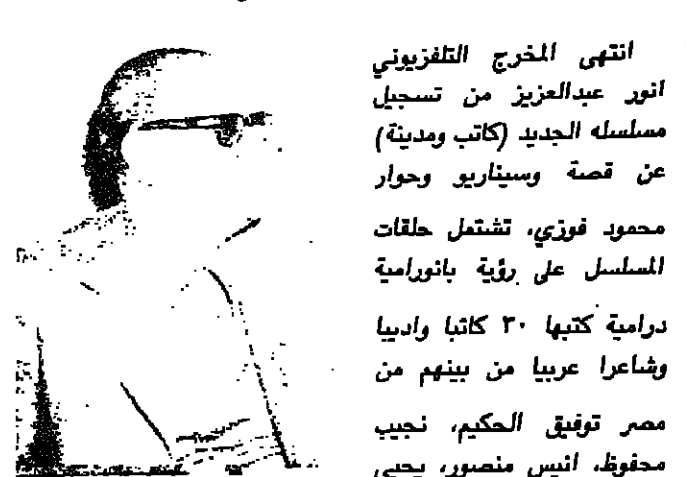 انتهى المخرج التلفزيوني
انور عبدالعزيز من تسجيل
مسلسله الجديد (كاتب ومدينة)
عن قصة وسيناريو وحوار
محمود فوزي، تشتمل حلقات
المسلسل على رؤية بانورامية
درامية كتبها ٣٠ كاتبا واديبا
وشاعرا عربيا من بينهم من
مصر توفيق الحكيم، نجيب
محفوظ، انيس منصور، يحيى